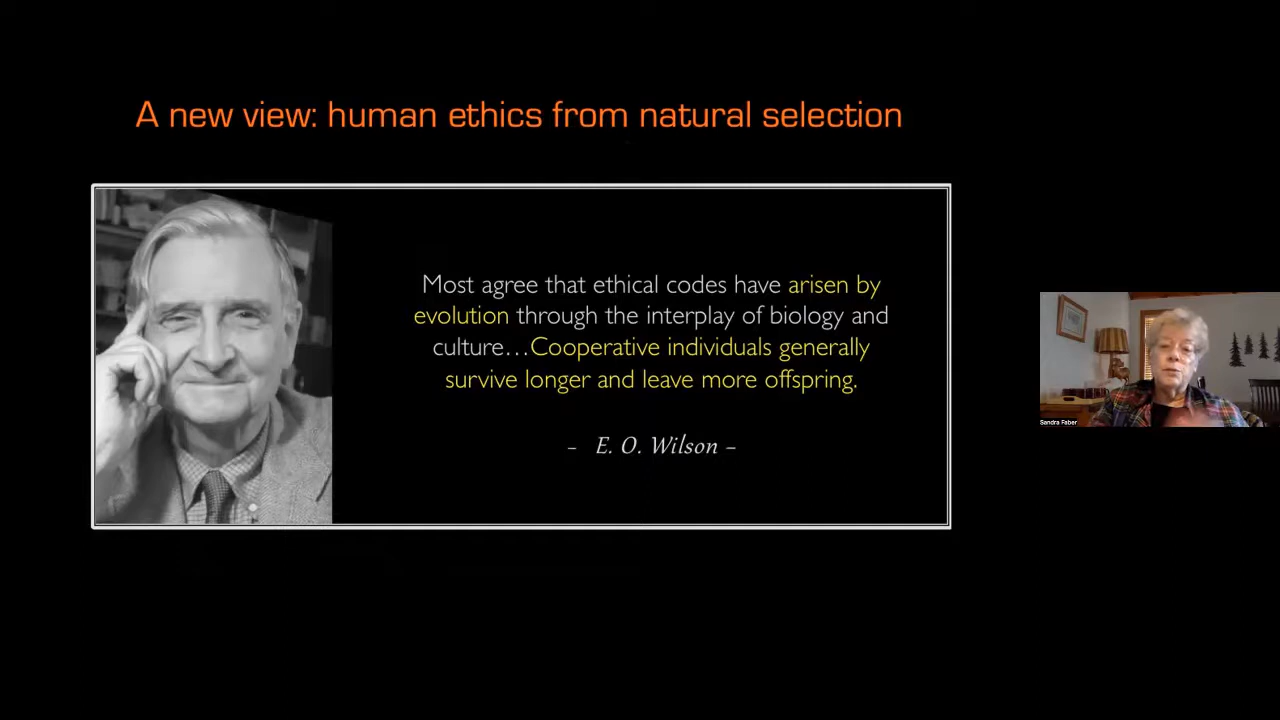 A new view: human ethics from natural selection
Most agree that ethical codes have arisen by
evolution through the interplay of biology and
culture…Cooperative individuals generally
survive longer and leave more offspring.
– E. O. Wilson –
Sandra Faber